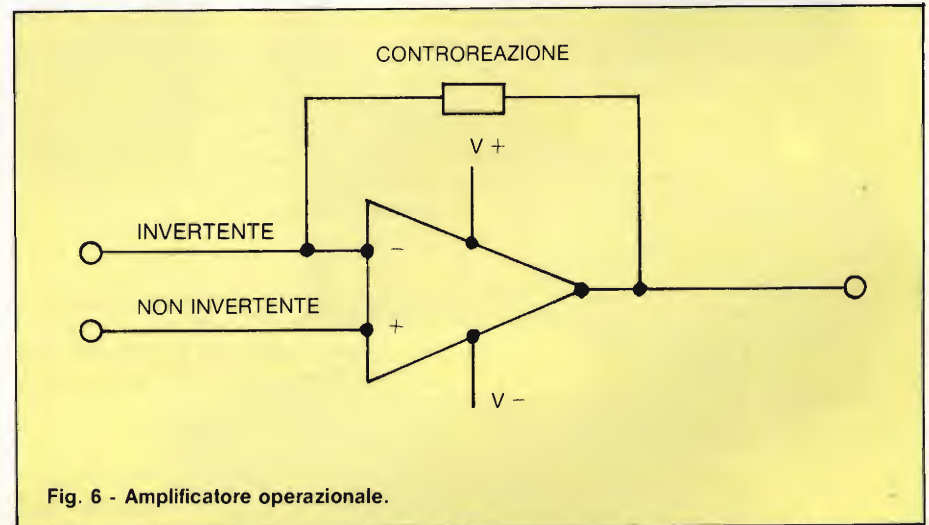 CONTROREAZIONE
V +
INVERTENTE
−
NON INVERTENTE
+
V −
Fig. 6 - Amplificatore operazionale.